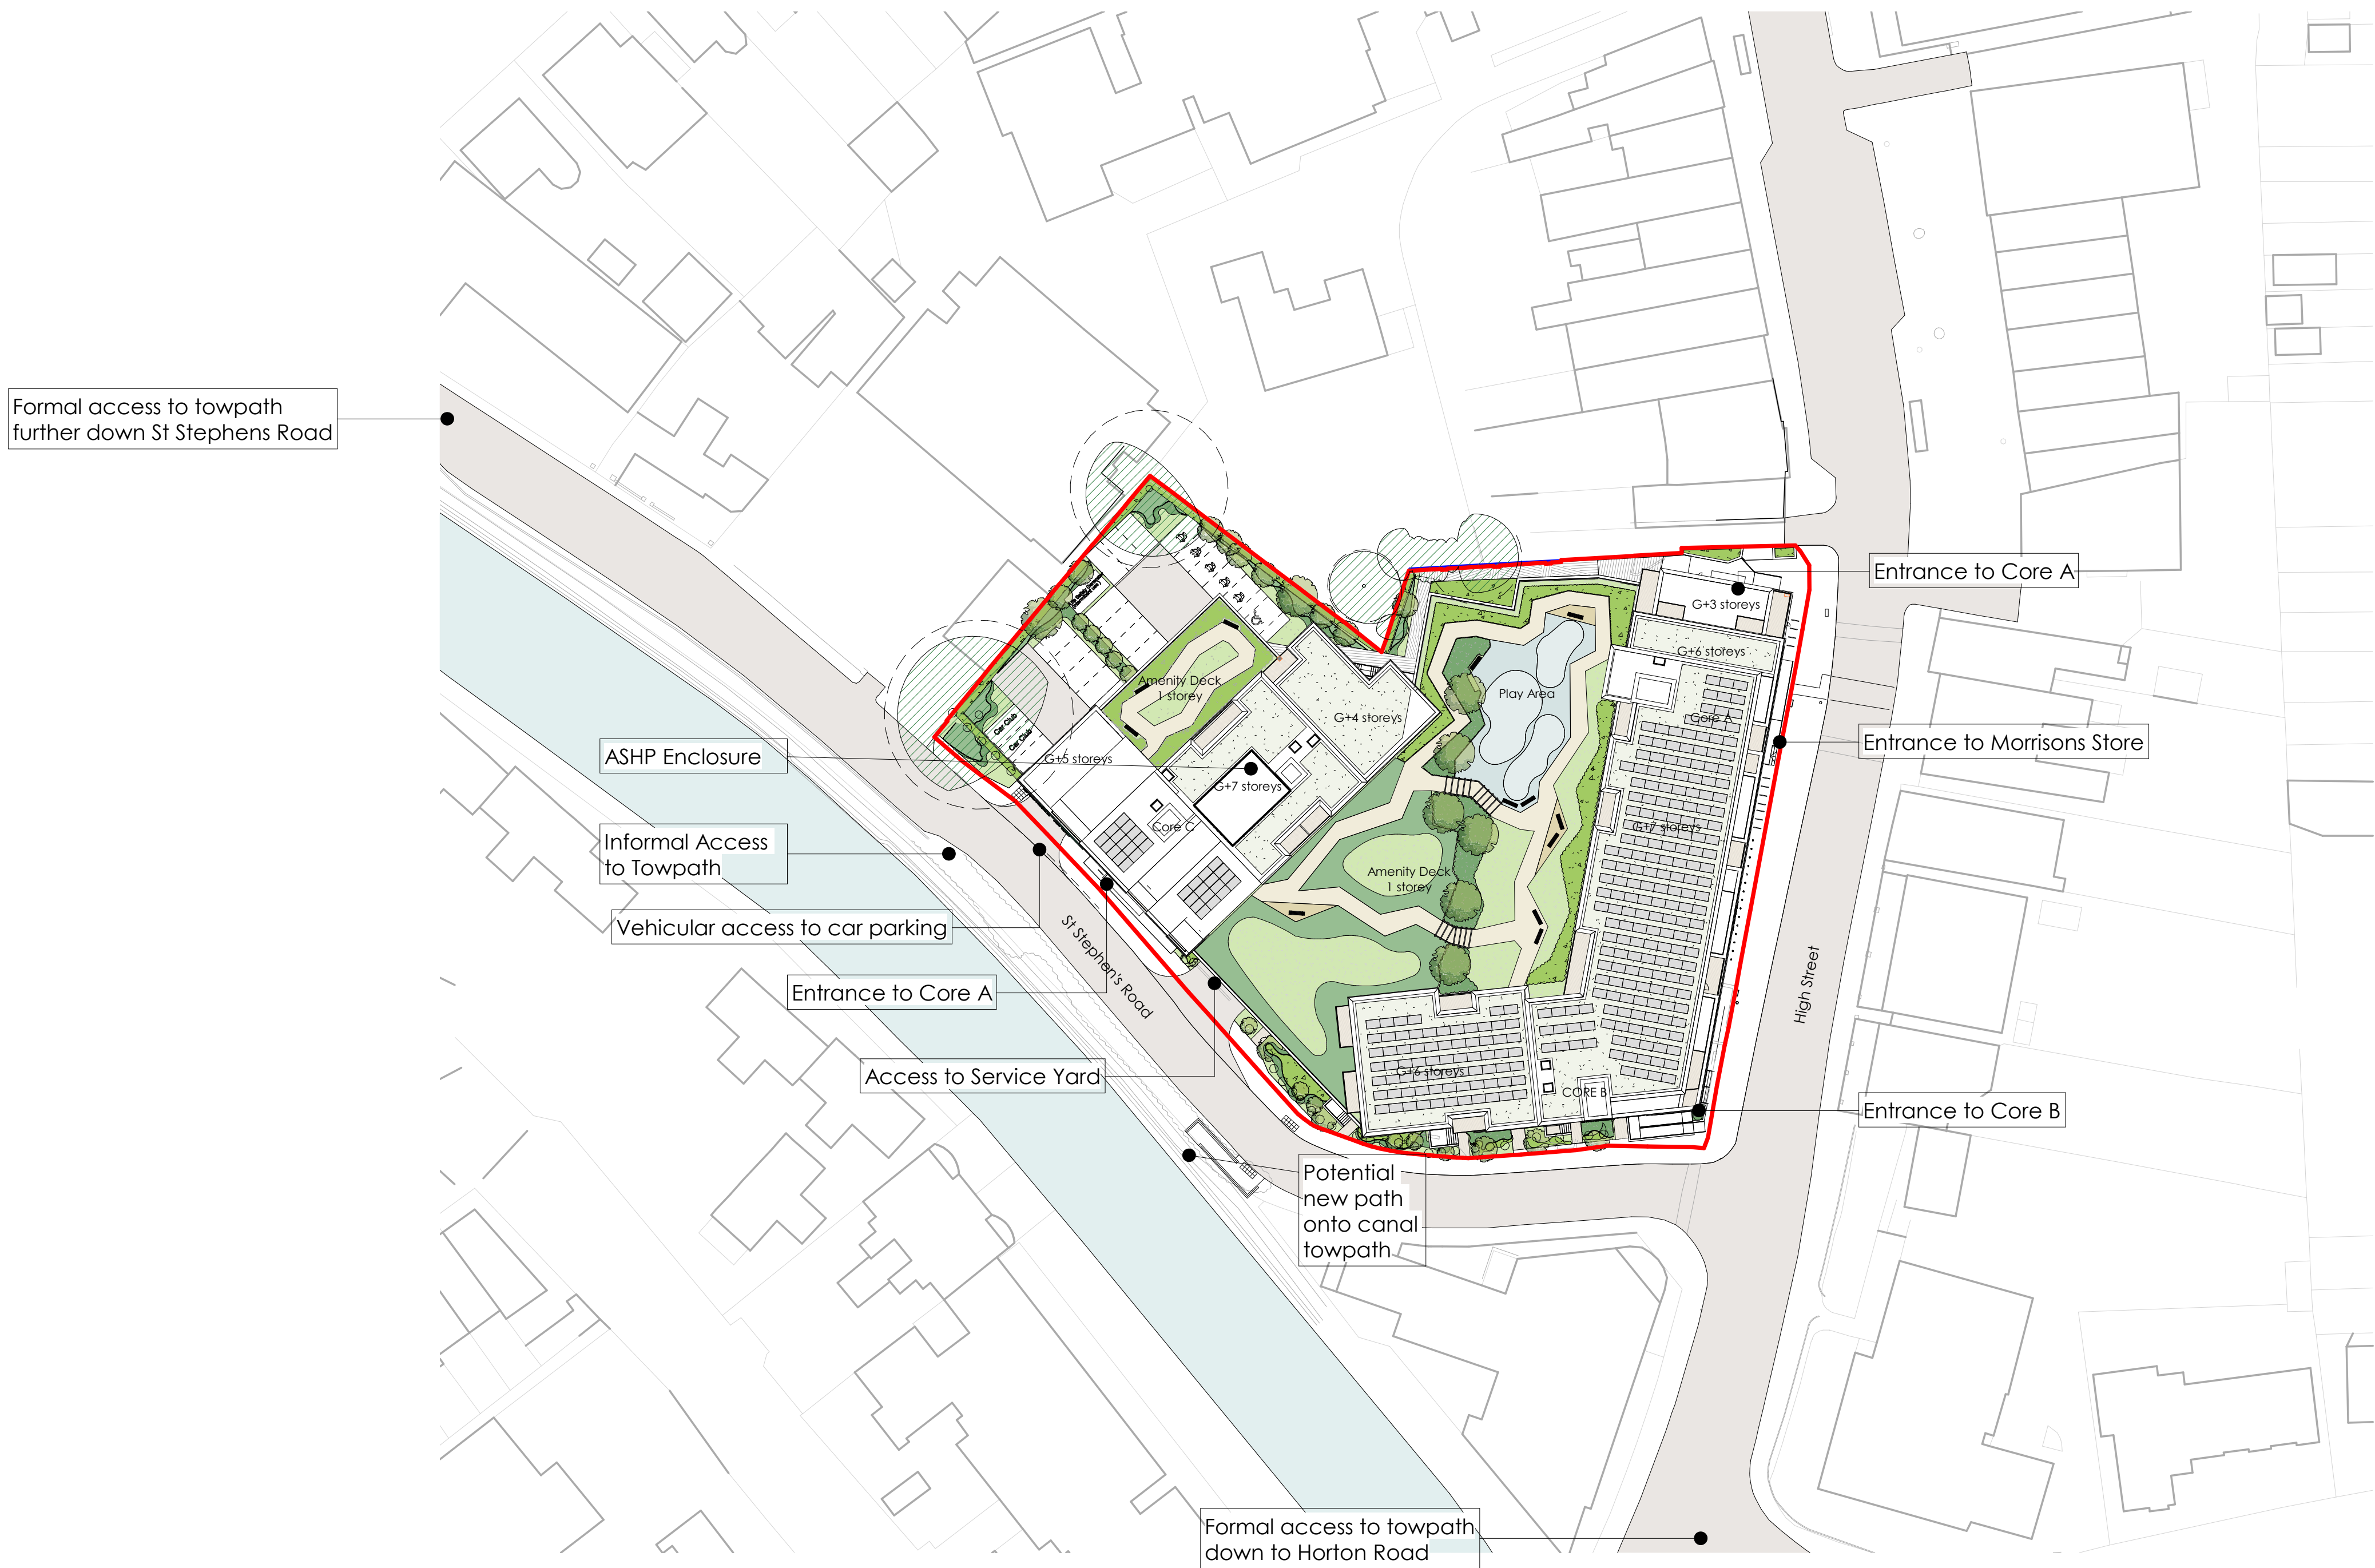 Formal access to towpath
further down St Stephens Road
Entrance to Core A
G+3 storeys
G+6 storeys
Amenity Deck
1 storey
Play Area
G+4 storeys
Core A
Car Club
Car Club
Entrance to Morrisons Store
ASHP Enclosure
G+5 storeys
G+7 storeys
Core C
G+7 storeys
Informal Access
to Towpath
Amenity Deck
1 storey
Vehicular access to car parking
St Stephen's Road
High Street
Entrance to Core A
Access to Service Yard
G+6 storeys
CORE B
Entrance to Core B
Potential
new path
onto canal
towpath
Formal access to towpath
down to Horton Road